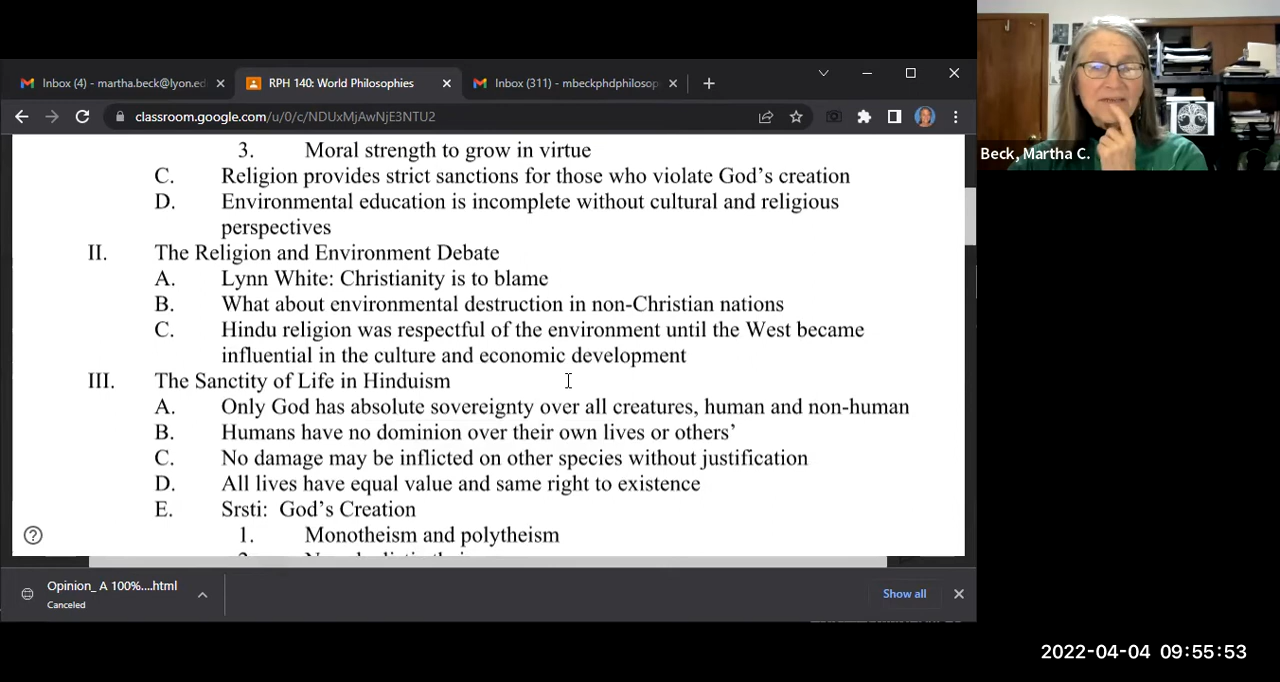 Inbox (4) - martha.beck@lyon.ed
RPH 140: World Philosophies
Inbox (311) - mbeckphdphilosop
classroom.google.com/u/0/c/NDUxMjAwNjE3NTU2
3. Moral strength to grow in virtue
C. Religion provides strict sanctions for those who violate God's creation
D. Environmental education is incomplete without cultural and religious
perspectives
II. The Religion and Environment Debate
A. Lynn White: Christianity is to blame
B. What about environmental destruction in non-Christian nations
C. Hindu religion was respectful of the environment until the West became
influential in the culture and economic development
III. The Sanctity of Life in Hinduism
A. Only God has absolute sovereignty over all creatures, human and non-human
B. Humans have no dominion over their own lives or others'
C. No damage may be inflicted on other species without justification
D. All lives have equal value and same right to existence
E. Srsti: God's Creation
1. Monotheism and polytheism
Opinion_ A 100%....html
Canceled
Show all
Beck, Martha C.
2022-04-04 09:55:53